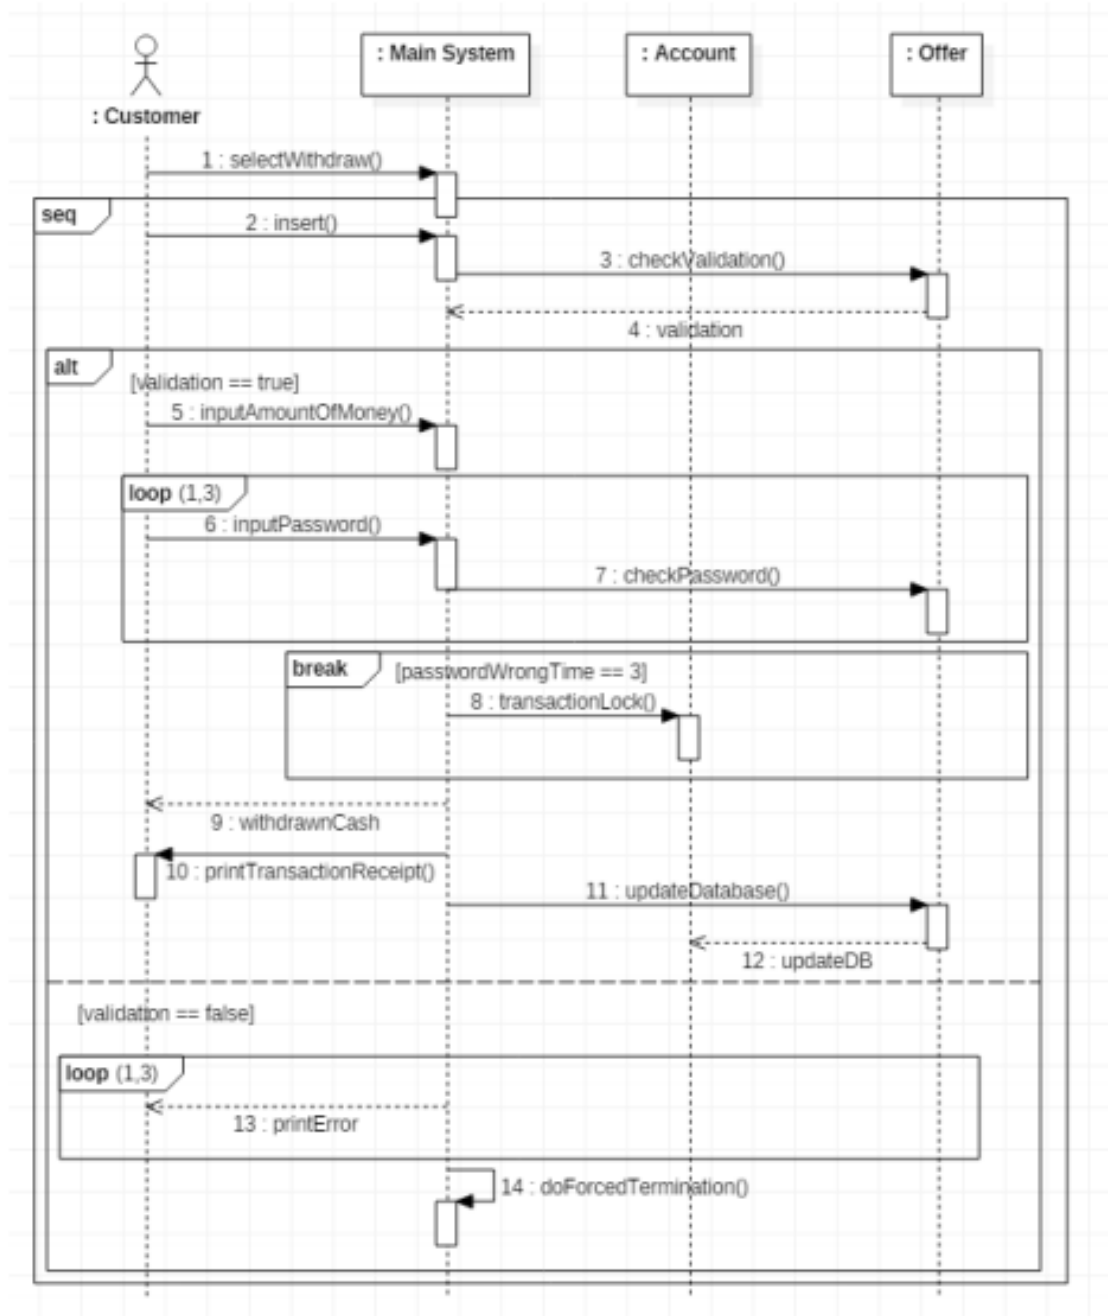 : Main System
: Account
: Offer
: Customer
1 : selectWithdraw()
seq
2 : insert()
3 : checkValidation()
4 : validation
alt
[validation == true]
5 : inputAmountOfMoney()
loop (1,3)
6 : inputPassword()
7 : checkPassword()
break
[passwordWrongTime == 3]
8 : transactionLock()
9 : withdrawnCash
10 : printTransactionReceipt()
11 : updateDatabase()
12 : updateDB
[validation == false]
loop (1,3)
13 : printError
14 : doForcedTermination()